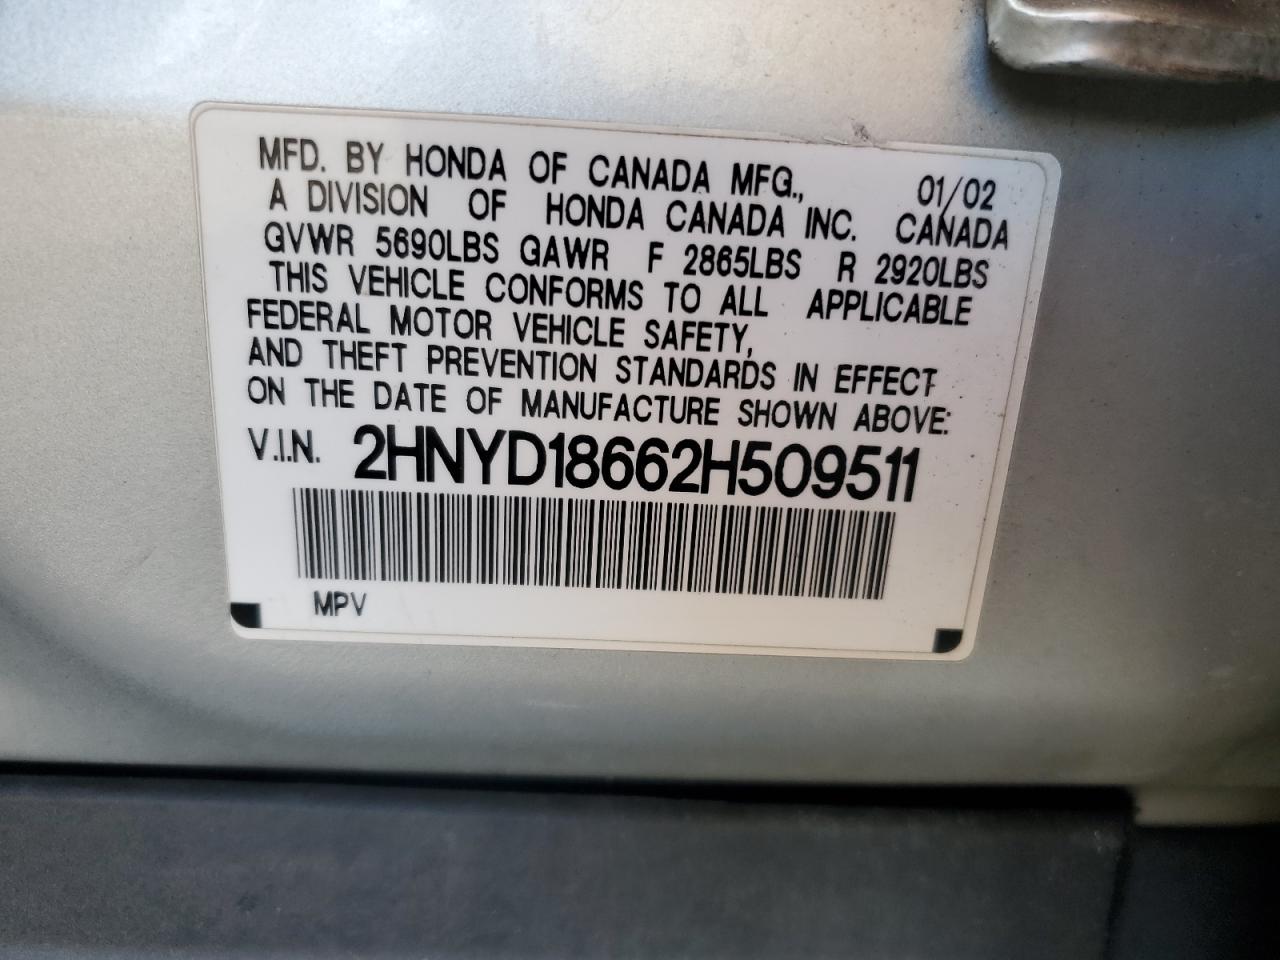 MFD. BY HONDA OF CANADA MFG., 01/02
A DIVISION OF HONDA CANADA INC. CANADA
GVWR 5690LBS GAWR F 2865LBS R 2920LBS
THIS VEHICLE CONFORMS TO ALL APPLICABLE
FEDERAL MOTOR VEHICLE SAFETY,
AND THEFT PREVENTION STANDARDS IN EFFECT
ON THE DATE OF MANUFACTURE SHOWN ABOVE:
V.I.N. 2HNYD18662H509511
MPV